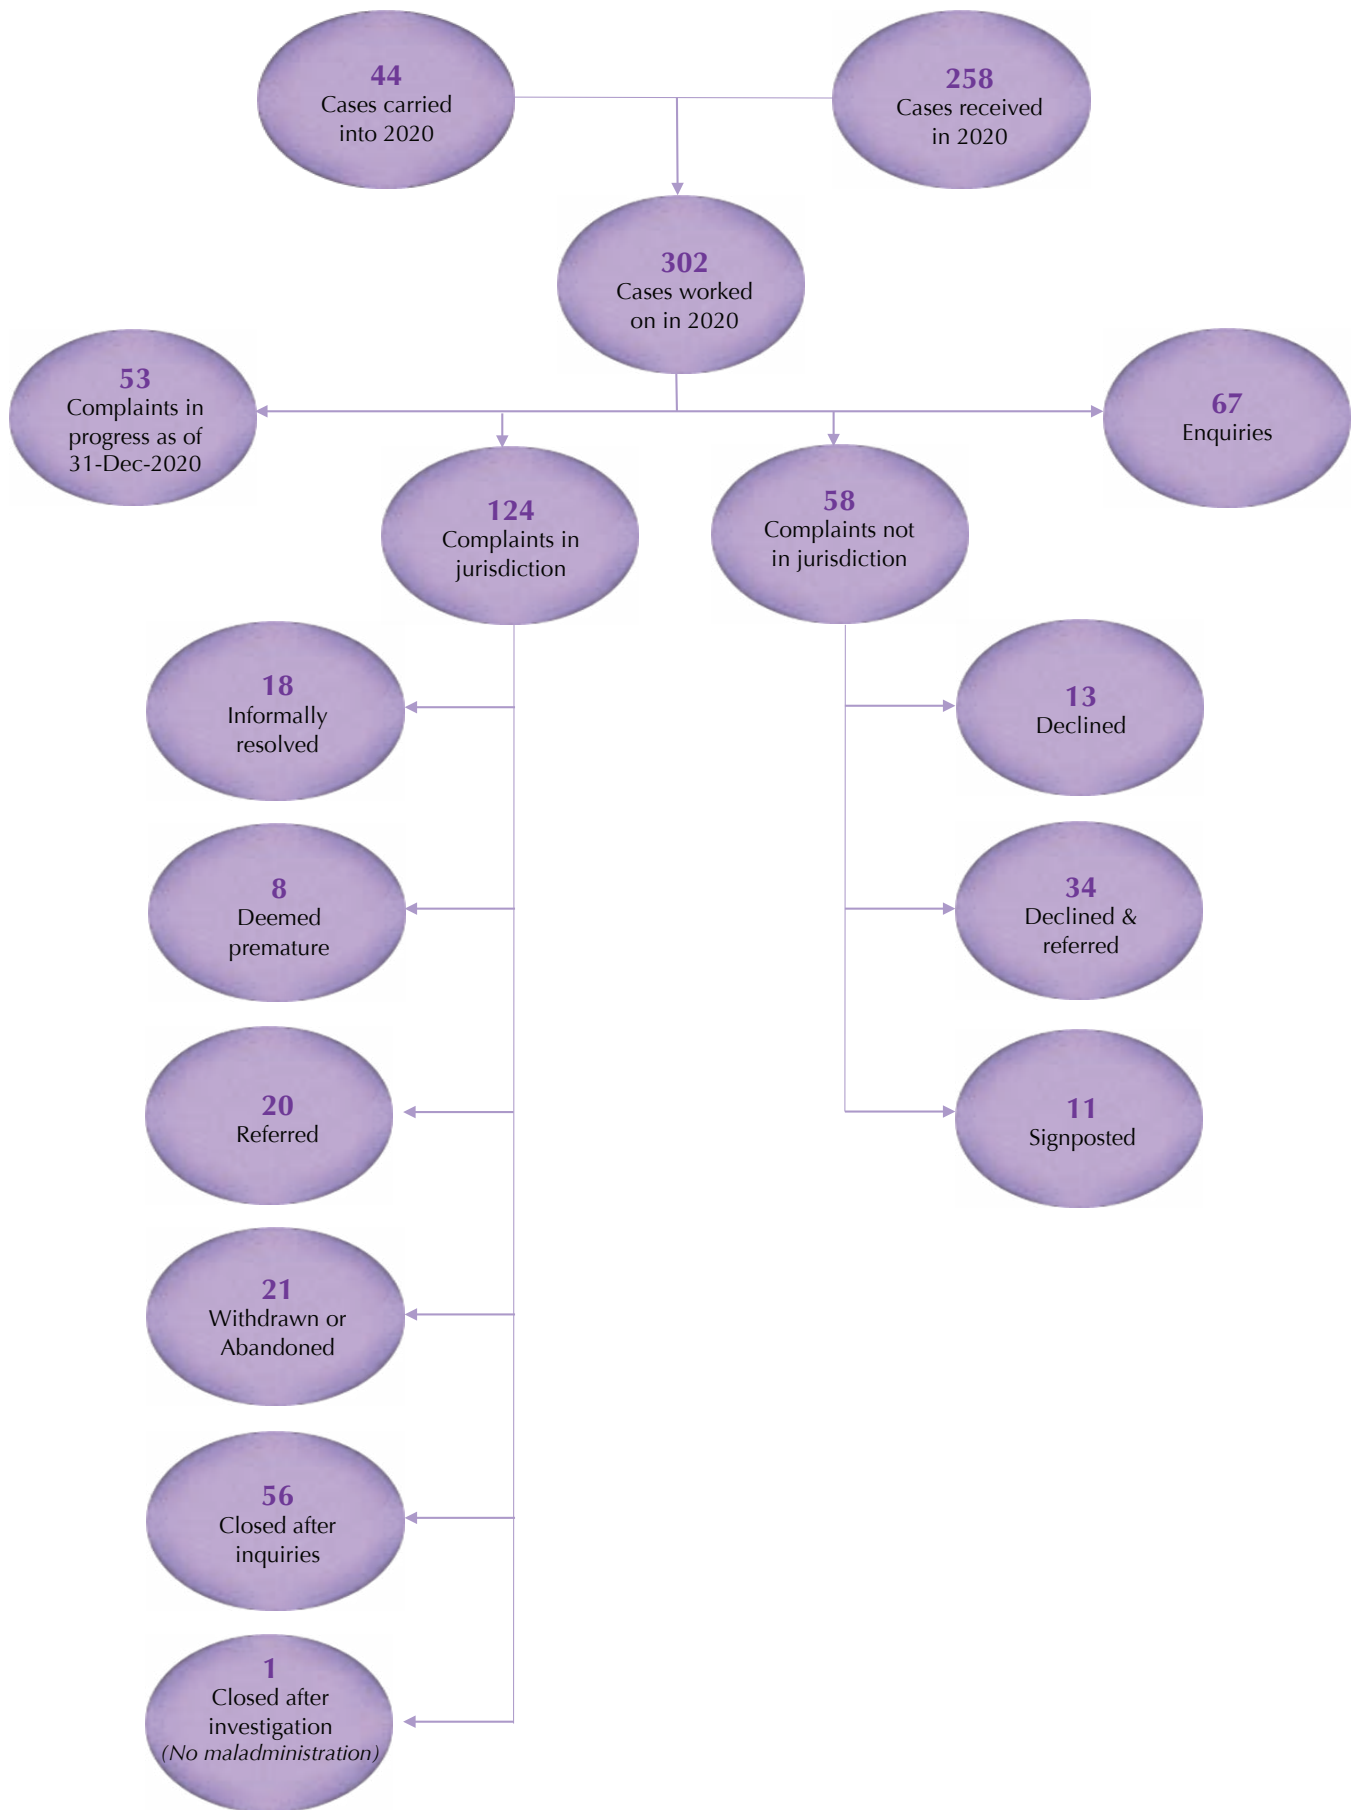 44
Cases carried
into 2020
258
Cases received
in 2020
302
Cases worked
on in 2020
53
Complaints in
progress as of
31-Dec-2020
67
Enquiries
124
Complaints in
jurisdiction
58
Complaints not
in jurisdiction
18
Informally
resolved
13
Declined
8
Deemed
premature
34
Declined &
referred
20
Referred
11
Signposted
21
Withdrawn or
Abandoned
56
Closed after
inquiries
1
Closed after
investigation
(No maladministration)